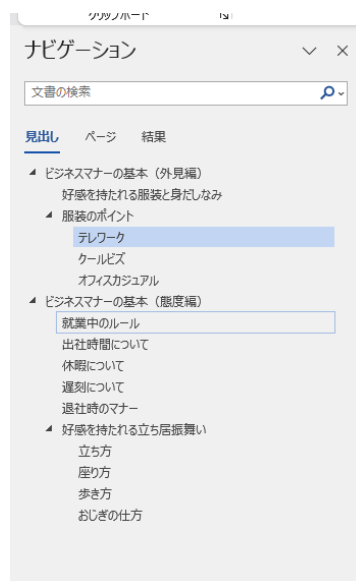 クリップボード
ナビゲーション
文書の検索
見出し ページ 結果
ビジネスマナーの基本（外見編）
好感を持たれる服装と身だしなみ
服装のポイント
テレワーク
クールビズ
オフィスカジュアル
ビジネスマナーの基本（態度編）
就業中のルール
出社時間について
休暇について
遅刻について
退社時のマナー
好感を持たれる立ち居振舞い
立ち方
座り方
歩き方
おじぎの仕方